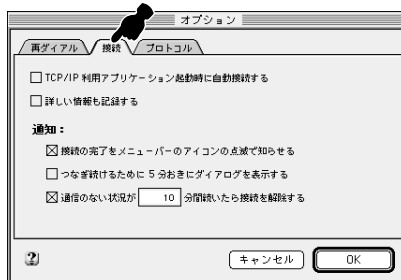 オプション
再ダイアル 接続 プロトコル
TCP/IP 利用アプリケーション起動時に自動接続する
詳しい情報も記録する
通知：
接続の完了をメニューバーのアイコンの点滅で知らせる
つなぎ続けるために 5 分おきにダイアログを表示する
通信のない状況が 10 分間続いたら接続を解除する
? キャンセル OK